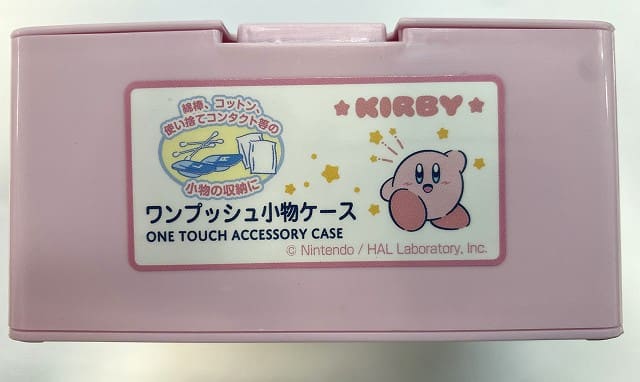 綿棒、コットン、
使い捨てコンタクト等の
小物の収納に
KIRBY
ワンプッシュ小物ケース
ONE TOUCH ACCESSORY CASE
© Nintendo / HAL Laboratory, Inc.